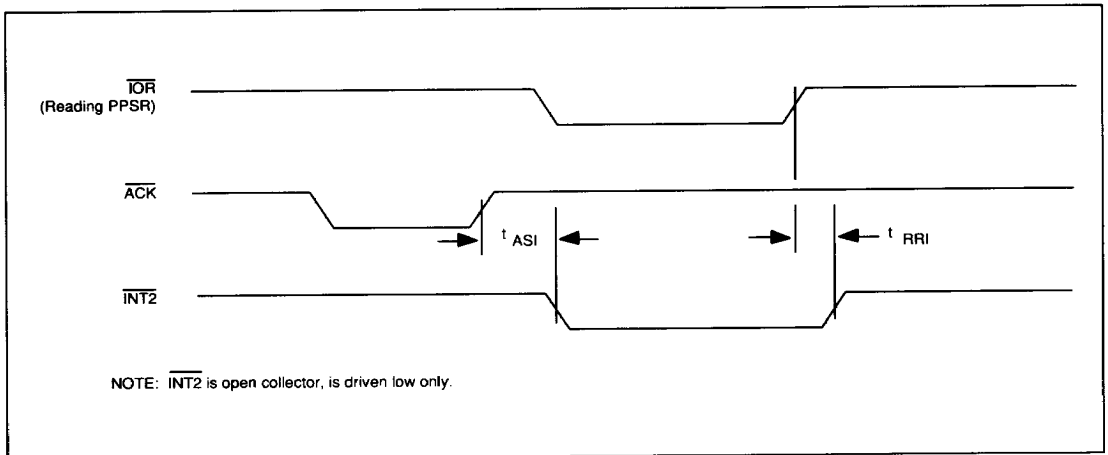 IOR
(Reading PPSR)
ACK
t ASI
t RRI
INT2
NOTE: INT2 is open collector, is driven low only.